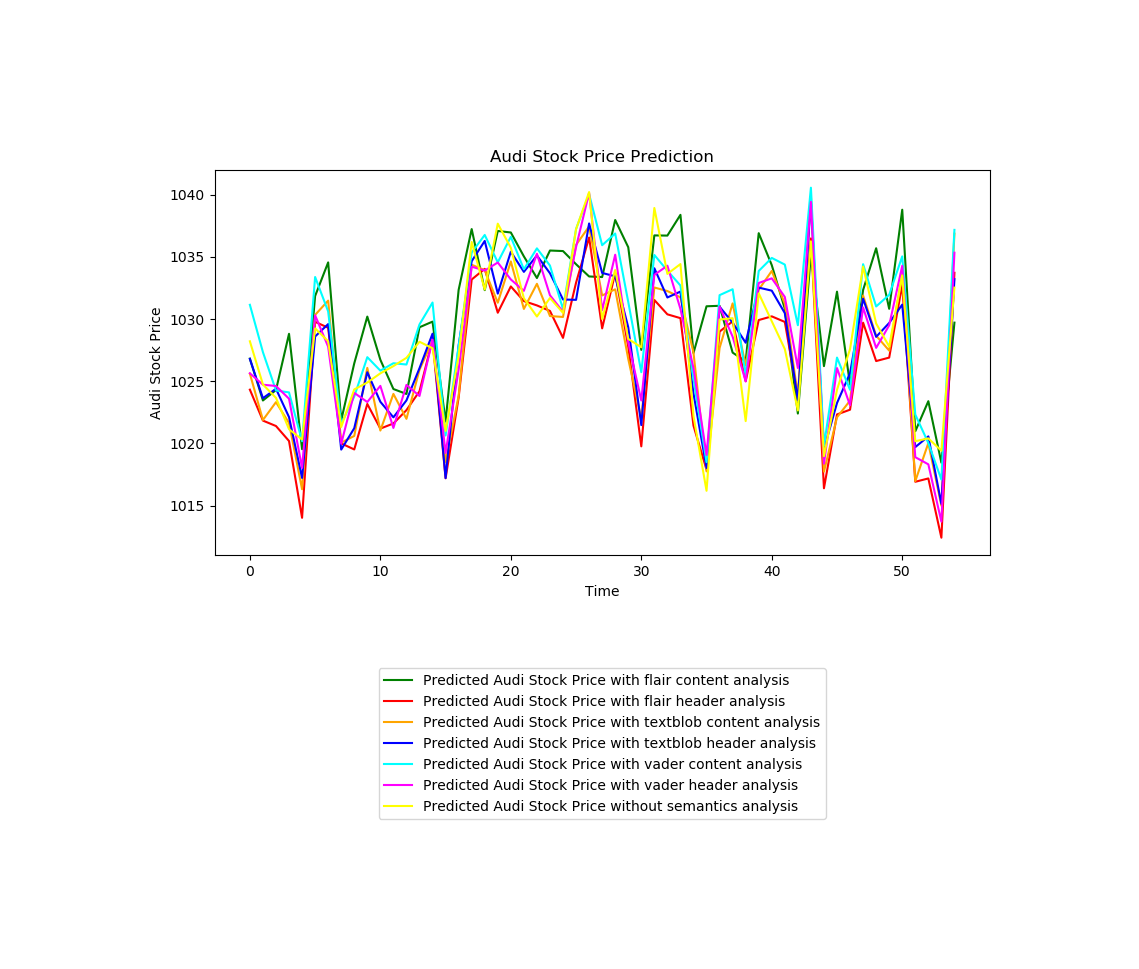 Audi Stock Price Prediction
1040
1035
1030
1025
1020
1015
Audi Stock Price
0 10 20 30 40 50
Time
Predicted Audi Stock Price with flair content analysis
Predicted Audi Stock Price with flair header analysis
Predicted Audi Stock Price with textblob content analysis
Predicted Audi Stock Price with textblob header analysis
Predicted Audi Stock Price with vader content analysis
Predicted Audi Stock Price with vader header analysis
Predicted Audi Stock Price without semantics analysis